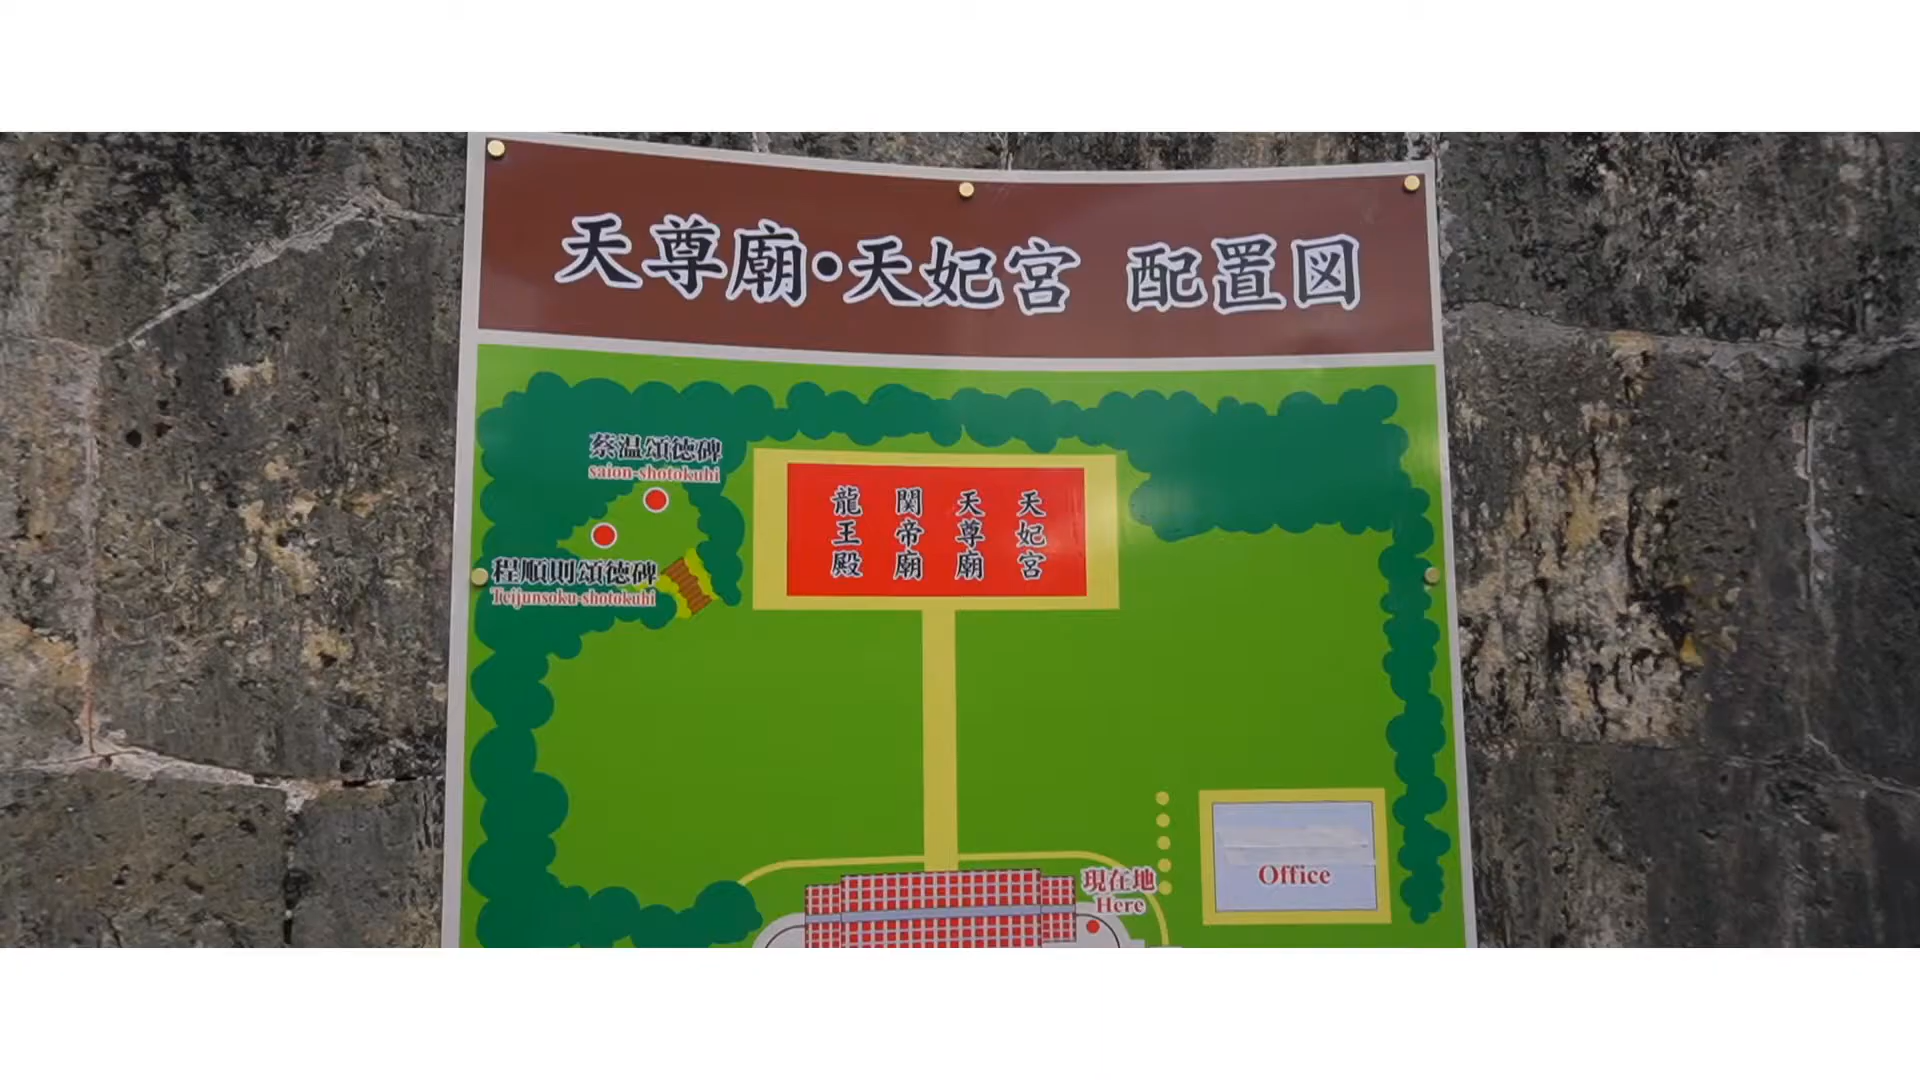 天尊廟・天妃宮 配置図
蔡温頌徳碑
saion-shotokuhi
程順則頌徳碑
Teijunsoku-shotokuhi
天妃宮
天尊廟
関帝廟
龍王殿
現在地
Here
Office